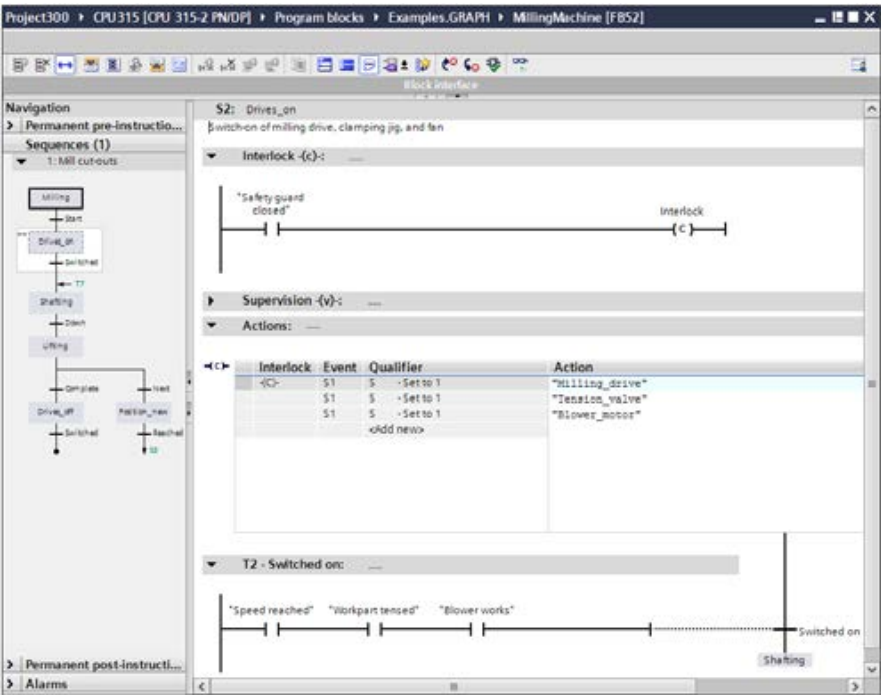 Project300 ▸ CPU315 [CPU 315-2 PN/DP] ▸ Program blocks ▸ Examples.GRAPH ▸ MillingMachine [FB52]
Block interface
Navigation
Permanent pre-instructio...
Sequences (1)
1: Mill cut-outs
Milling
Start
Drives_on
Switched
T7
Shafting
Down
Lifting
Complete
Next
Drives_off
Position_new
Switched
Reached
S3
Permanent post-instructi...
Alarms
S2: Drives_on
Switch-on of milling drive, clamping jig, and fan
Interlock -(c)-: ....
"Safety guard
closed"
Interlock
( C )
Supervision -(v)-: ....
Actions: ....
Interlock Event Qualifier Action
-(C)- S1 S - Set to 1 "Milling_drive"
S1 S - Set to 1 "Tension_valve"
S1 S - Set to 1 "Blower_motor"
<Add new>
T2 - Switched on: ....
"Speed reached" "Workpart tensed" "Blower works"
Switched on
Shafting